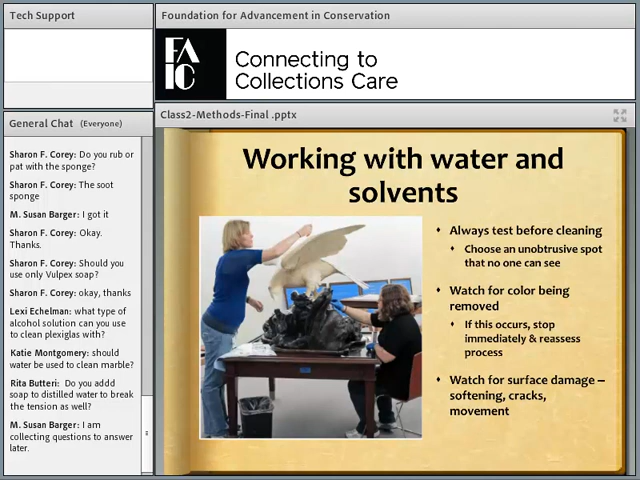 Tech Support
Foundation for Advancement in Conservation
FA
IC
Connecting to
Collections Care
General Chat (Everyone)
Sharon F. Corey: Do you rub or
pat with the sponge?
Sharon F. Corey: The soot
sponge
M. Susan Barger: I got it
Sharon F. Corey: Okay.
Thanks.
Sharon F. Corey: Should you
use only Vulpex soap?
Sharon F. Corey: okay, thanks
Lexi Echelman: what type of
alcohol solution can you use
to clean plexiglas with?
Katie Montgomery: should
water be used to clean marble?
Rita Butteri: Do you addd
soap to distilled water to break
the tension as well?
M. Susan Barger: I am
collecting questions to answer
later.
Class2-Methods-Final .pptx
Working with water and
solvents
Always test before cleaning
Choose an unobtrusive spot
that no one can see
Watch for color being
removed
If this occurs, stop
immediately & reassess
process
Watch for surface damage –
softening, cracks,
movement